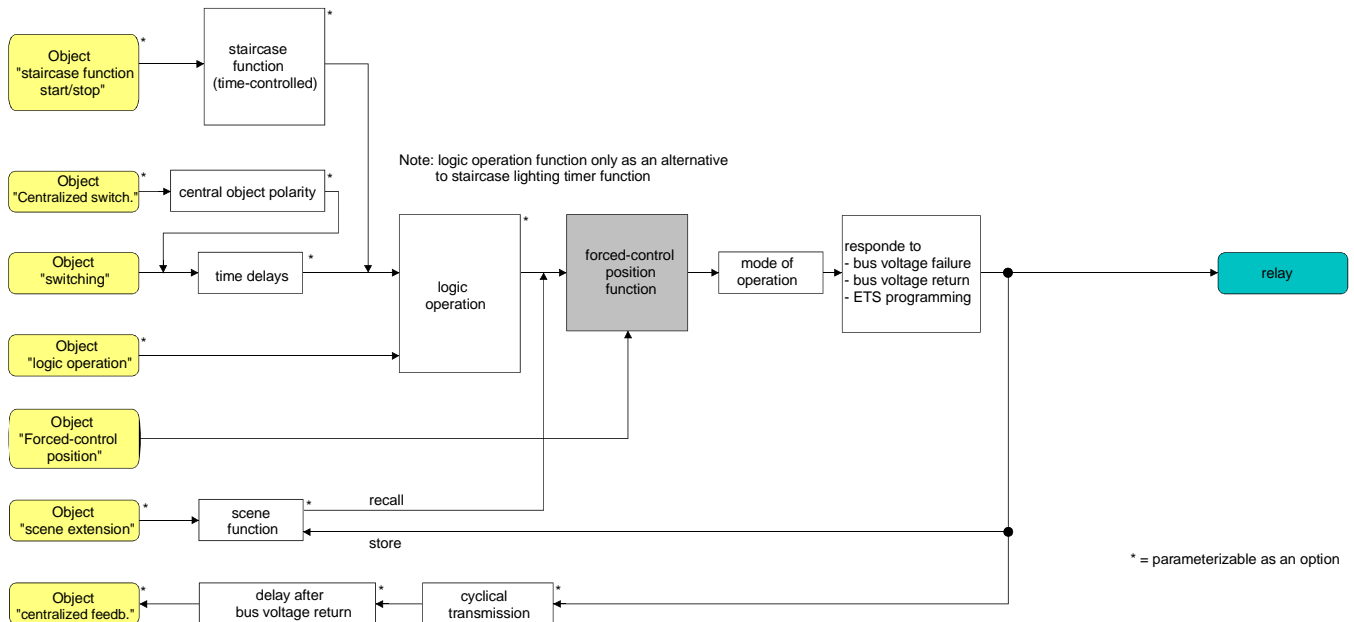 *
*
Object
"staircase function
start/stop"
staircase
function
(time-controlled)
Note: logic operation function only as an alternative
to staircase lighting timer function
*
*
Object
"Centralized switch."
central object polarity
*
*
Object
"switching"
time delays
*
logic
operation
forced-control
position
function
mode of
operation
responde to
- bus voltage failure
- bus voltage return
- ETS programming
relay
*
Object
"logic operation"
Object
"Forced-control
position"
*
*
Object
"scene extension"
scene
function
recall
store
* = parameterizable as an option
*
*
*
Object
"centralized feedb."
delay after
bus voltage return
cyclical
transmission